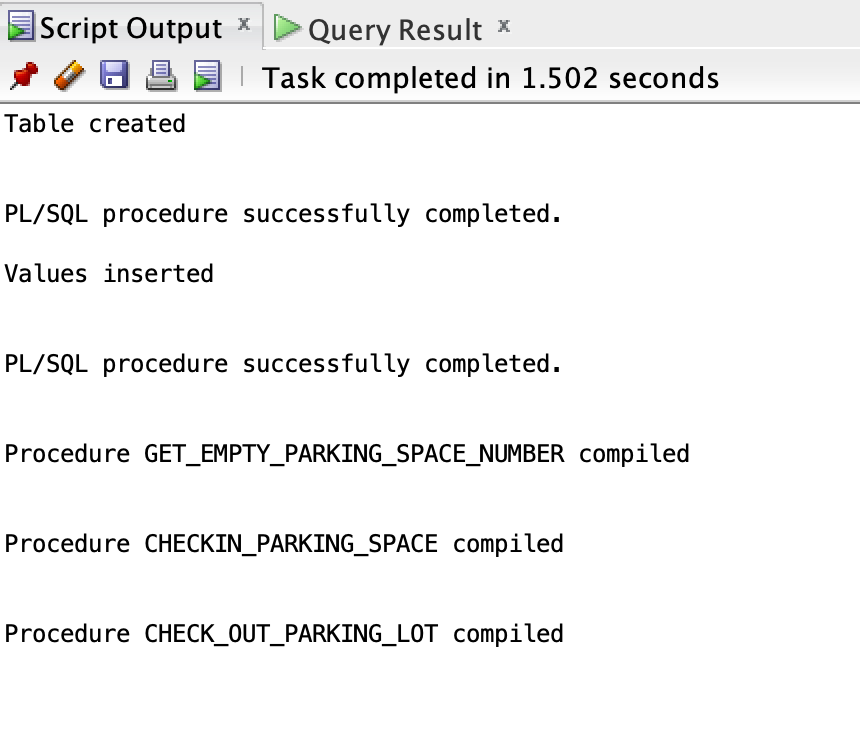 Script Output x Query Result x
Task completed in 1.502 seconds
Table created
PL/SQL procedure successfully completed.
Values inserted
PL/SQL procedure successfully completed.
Procedure GET_EMPTY_PARKING_SPACE_NUMBER compiled
Procedure CHECKIN_PARKING_SPACE compiled
Procedure CHECK_OUT_PARKING_LOT compiled